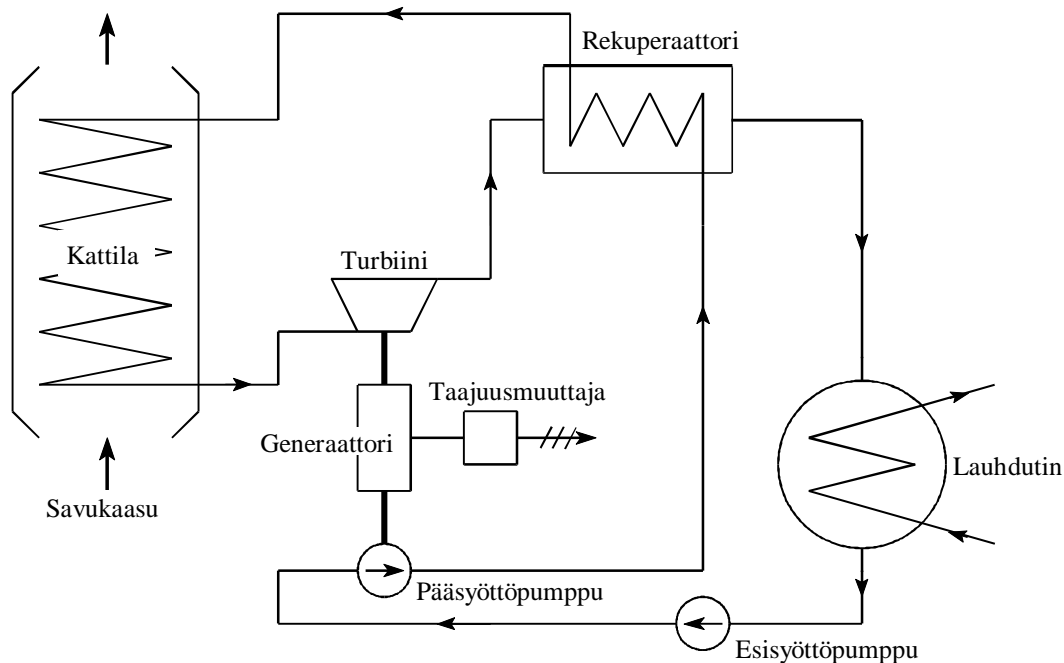 Rekuperaattori
Kattila
Turbiini
Taajuusmuuttaja
Generaattori
Lauhdutin
Savukaasu
Pääsyöttöpumppu
Esisyöttöpumppu